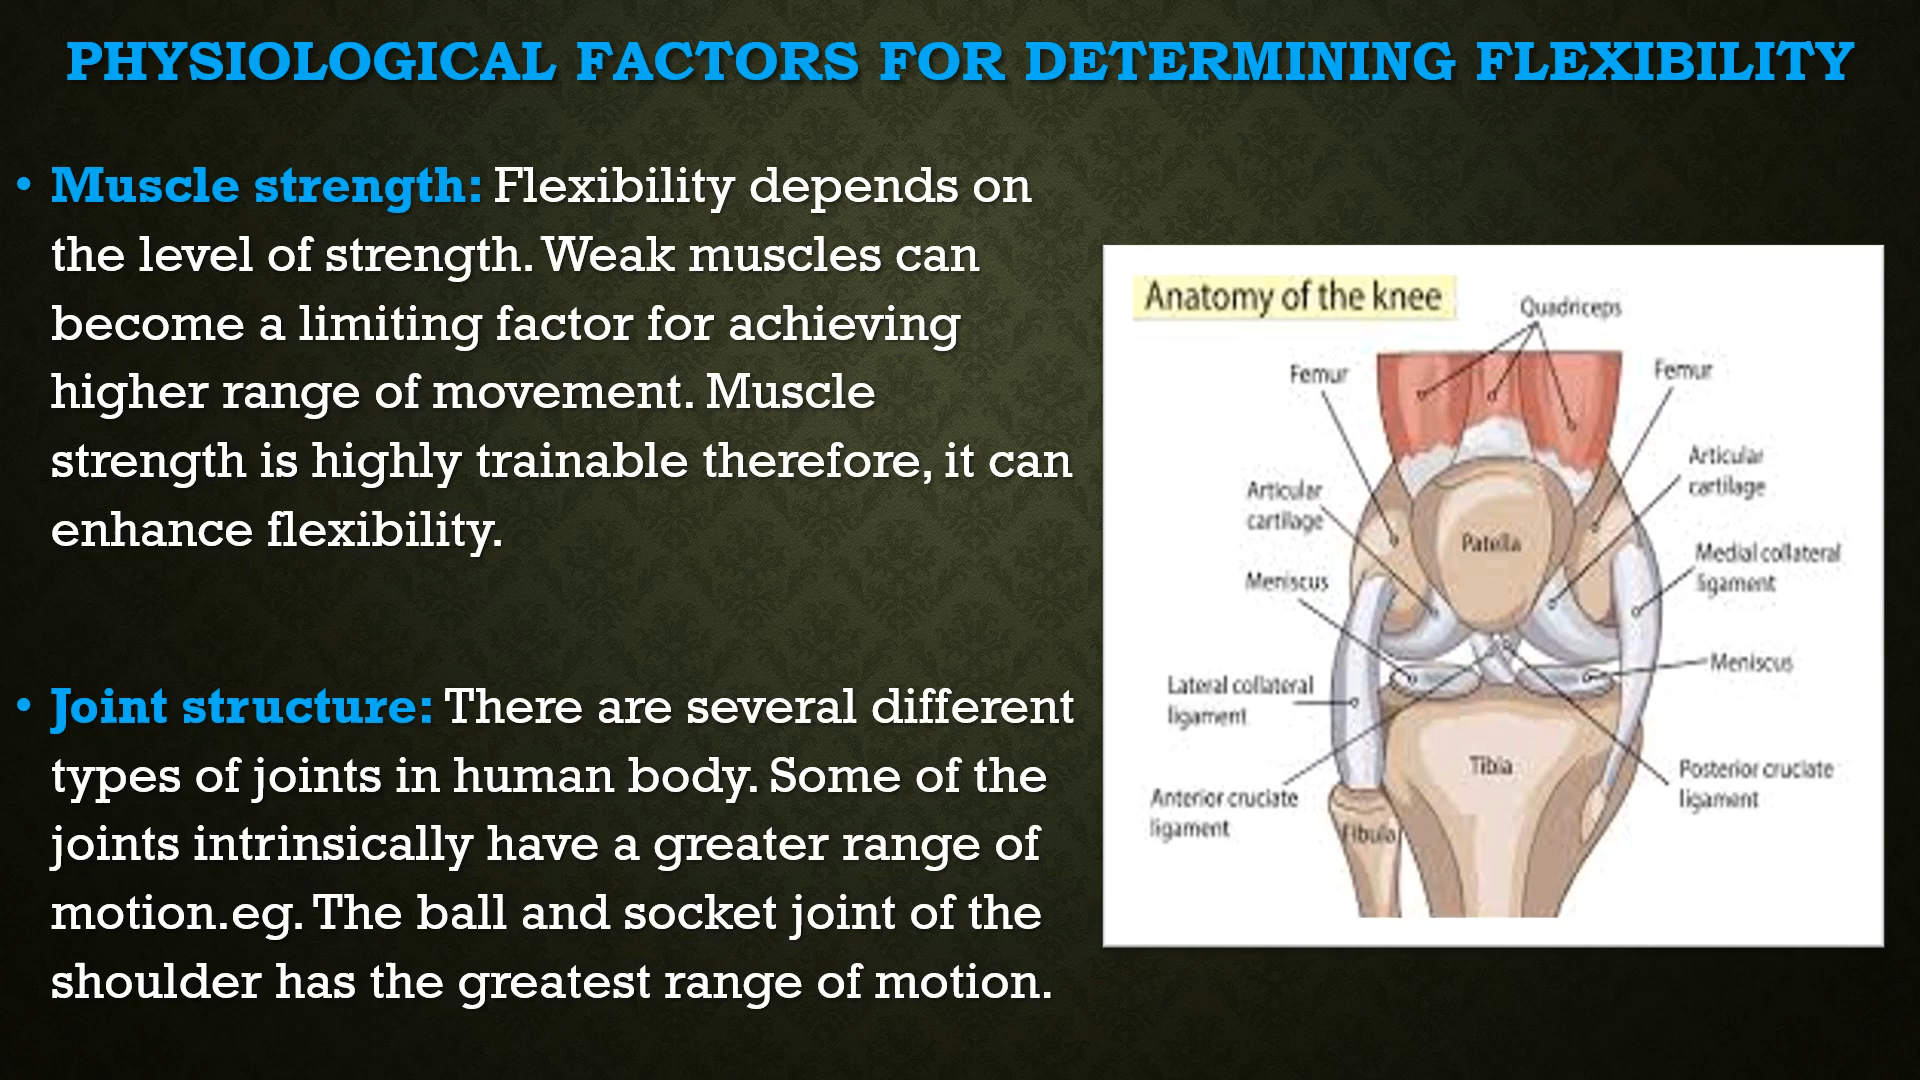 PHYSIOLOGICAL FACTORS FOR DETERMINING FLEXIBILITY
• Muscle strength: Flexibility depends on
the level of strength. Weak muscles can
become a limiting factor for achieving
higher range of movement. Muscle
strength is highly trainable therefore, it can
enhance flexibility.
• Joint structure: There are several different
types of joints in human body. Some of the
joints intrinsically have a greater range of
motion.eg. The ball and socket joint of the
shoulder has the greatest range of motion.
Anatomy of the knee
Quadriceps
Femur
Femur
Articular
cartilage
Articular
cartilage
Patella
Medial collateral
ligament
Meniscus
Meniscus
Lateral collateral
ligament
Tibia
Posterior cruciate
ligament
Anterior cruciate
ligament
Fibula